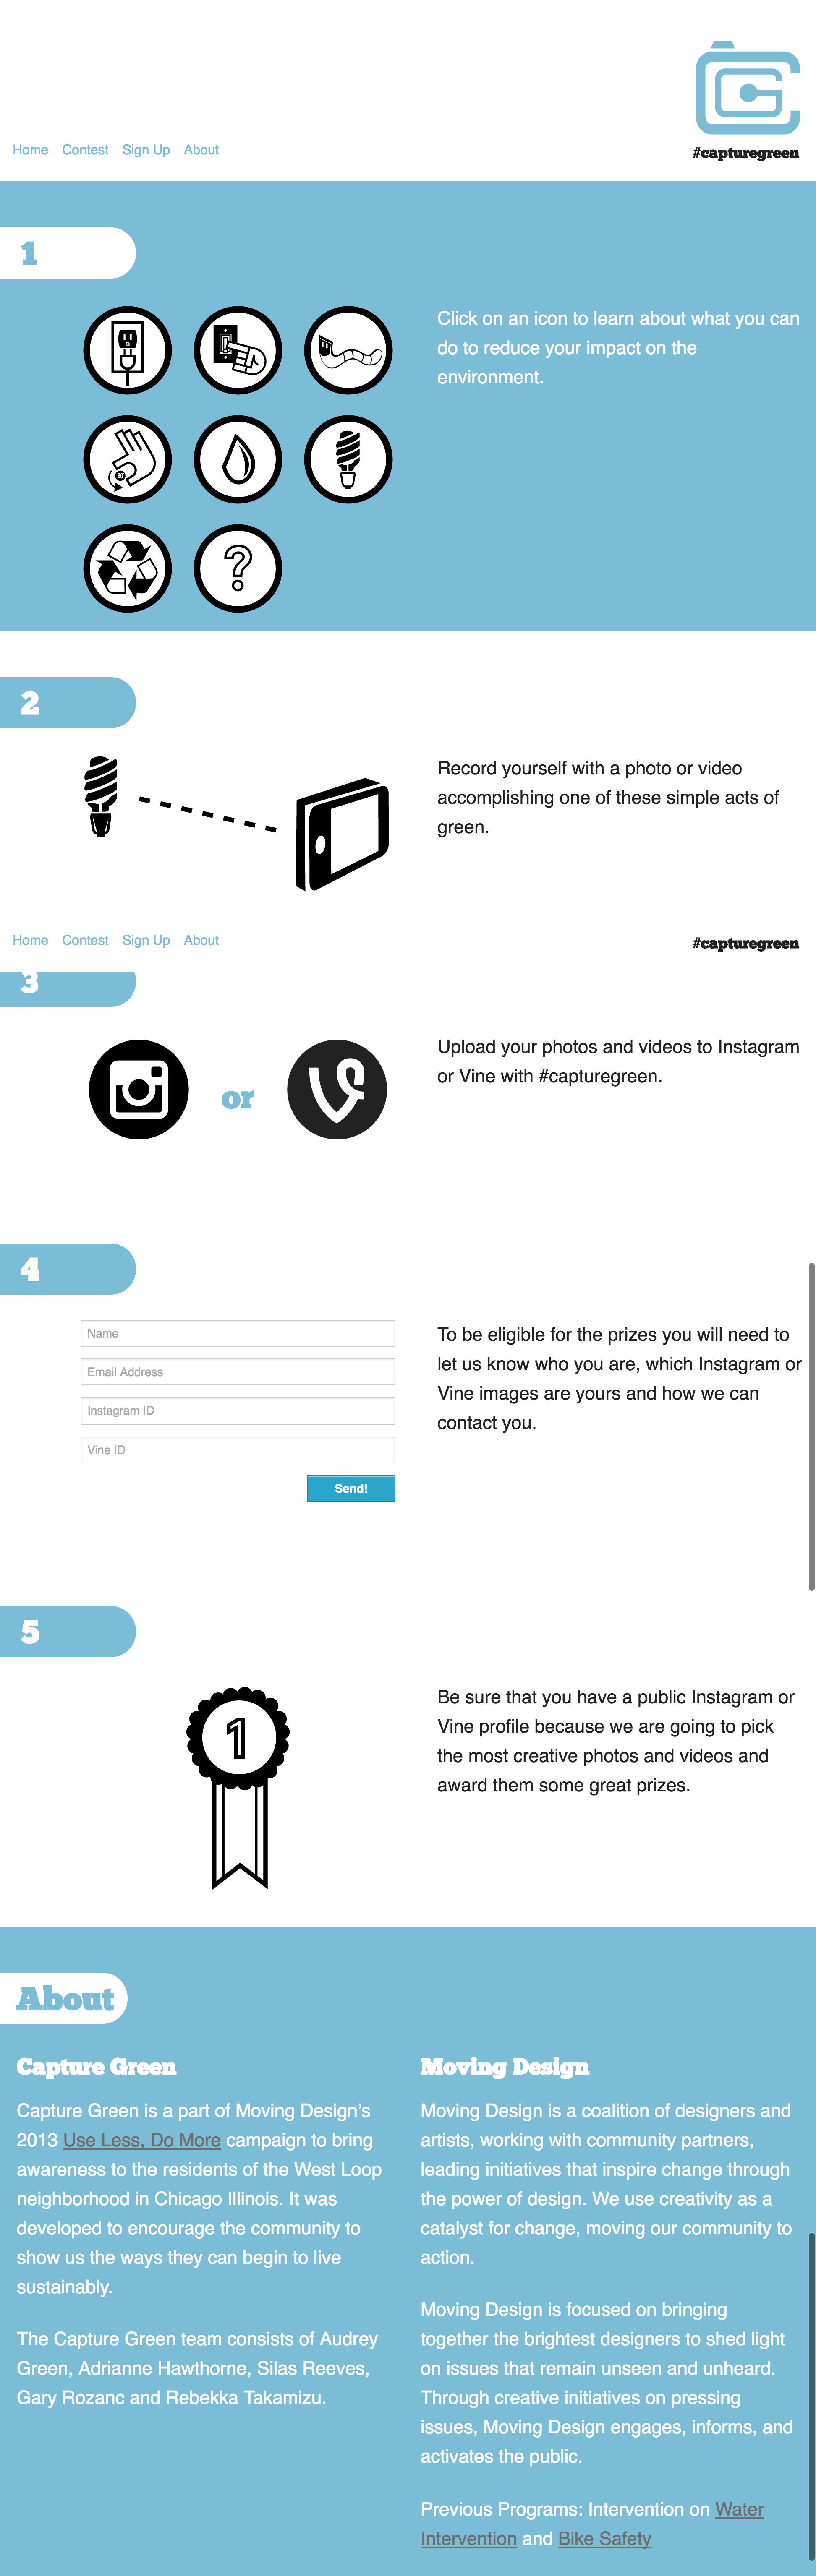 Home Contest Sign Up About
#capturegreen
1
Click on an icon to learn about what you can
do to reduce your impact on the
environment.
?
2
Record yourself with a photo or video
accomplishing one of these simple acts of
green.
Home Contest Sign Up About
#capturegreen
3
or
Upload your photos and videos to Instagram
or Vine with #capturegreen.
4
Name
Email Address
Instagram ID
Vine ID
Send!
To be eligible for the prizes you will need to
let us know who you are, which Instagram or
Vine images are yours and how we can
contact you.
5
1
Be sure that you have a public Instagram or
Vine profile because we are going to pick
the most creative photos and videos and
award them some great prizes.
About
Capture Green
Capture Green is a part of Moving Design’s
2013 Use Less, Do More campaign to bring
awareness to the residents of the West Loop
neighborhood in Chicago Illinois. It was
developed to encourage the community to
show us the ways they can begin to live
sustainably.
The Capture Green team consists of Audrey
Green, Adrianne Hawthorne, Silas Reeves,
Gary Rozanc and Rebekka Takamizu.
Moving Design
Moving Design is a coalition of designers and
artists, working with community partners,
leading initiatives that inspire change through
the power of design. We use creativity as a
catalyst for change, moving our community to
action.
Moving Design is focused on bringing
together the brightest designers to shed light
on issues that remain unseen and unheard.
Through creative initiatives on pressing
issues, Moving Design engages, informs, and
activates the public.
Previous Programs: Intervention on Water
Intervention and Bike Safety